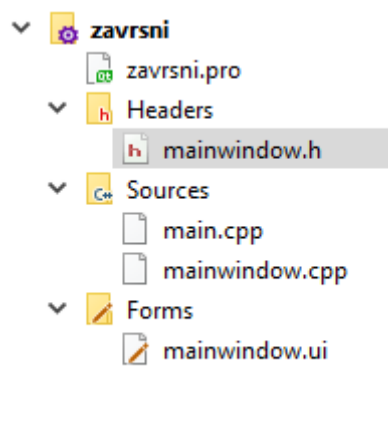 zavrsni
zavrsni.pro
Headers
mainwindow.h
Sources
main.cpp
mainwindow.cpp
Forms
mainwindow.ui